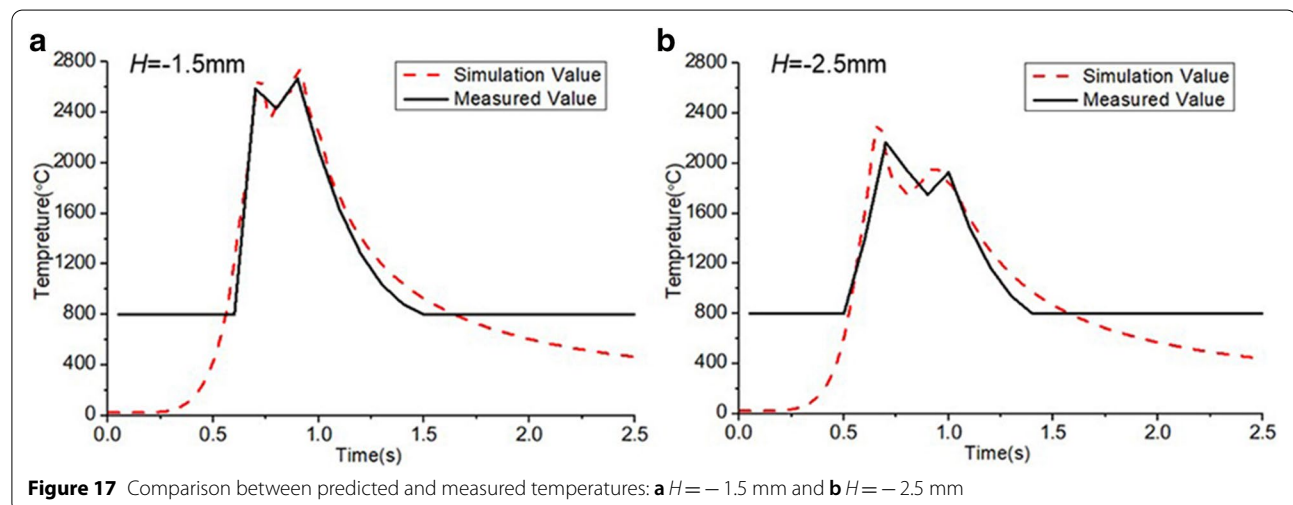 a
H=-1.5mm
Simulation Value
Measured Value
Tempreture(°C)
2800
2400
2000
1600
1200
800
400
0
0.0 0.5 1.0 1.5 2.0 2.5
Time(s)
b
H=-2.5mm
Simulation Value
Measured Value
Tempreture(°C)
2800
2400
2000
1600
1200
800
400
0
0.0 0.5 1.0 1.5 2.0 2.5
Time(s)
Figure 17 Comparison between predicted and measured temperatures: a H = − 1.5 mm and b H = − 2.5 mm